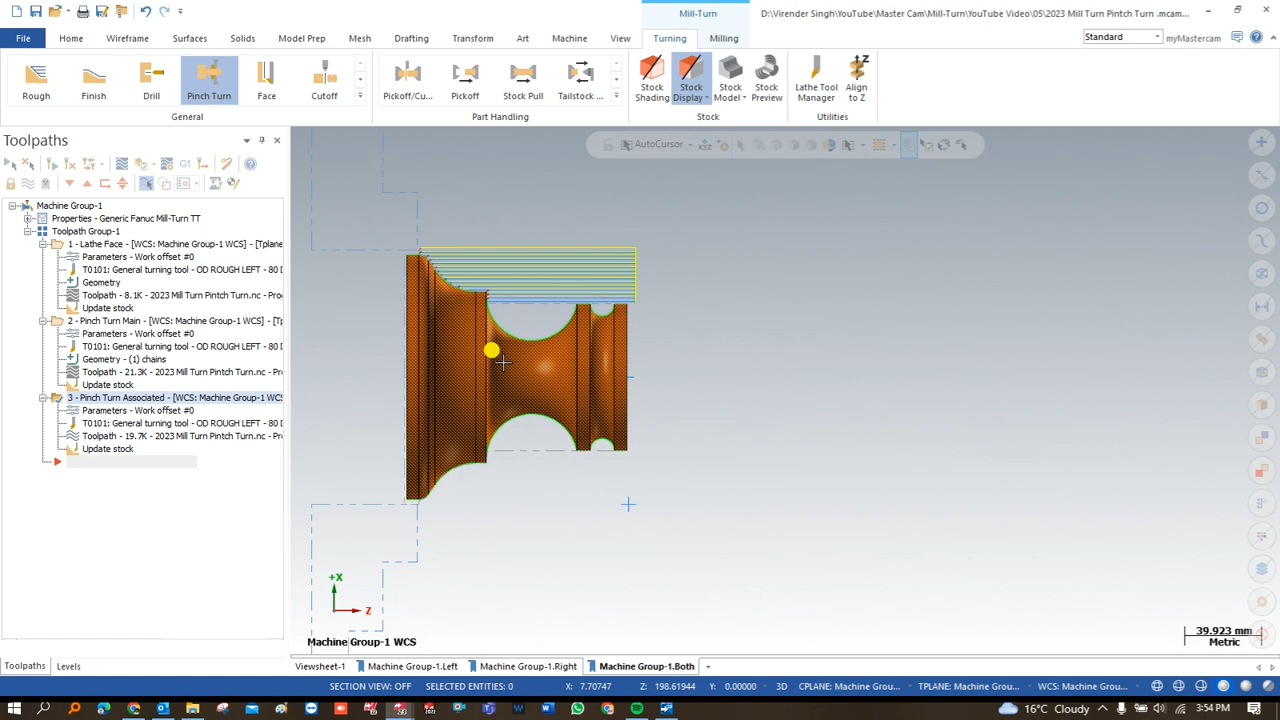 Mill-Turn
D:\Virender Singh\YouTube\Master Cam\Mill-Turn\YouTube Video\05\2023 Mill Turn Pintch Turn .mcam...
File
Home
Wireframe
Surfaces
Solids
Model Prep
Mesh
Drafting
Transform
Art
Machine
View
Turning
Milling
Standard
myMastercam
Rough
Finish
Drill
Pinch Turn
Face
Cutoff
General
Pickoff/Cu...
Pickoff
Stock Pull
Tailstock ...
Part Handling
Stock Shading
Stock Display
Stock Model
Stock Preview
Stock
Lathe Tool Manager
Align to Z
Utilities
Toolpaths
AutoCursor
G1
Machine Group-1
Properties - Generic Fanuc Mill-Turn TT
Toolpath Group-1
1 - Lathe Face - [WCS: Machine Group-1 WCS] - [Tplane
Parameters - Work offset #0
T0101: General turning tool - OD ROUGH LEFT - 80 D
Geometry
Toolpath - 8.1K - 2023 Mill Turn Pintch Turn.nc - Pro
Update stock
2 - Pinch Turn Main - [WCS: Machine Group-1 WCS] - [Tp
Parameters - Work offset #0
T0101: General turning tool - OD ROUGH LEFT - 80 D
Geometry - (1) chains
Toolpath - 21.3K - 2023 Mill Turn Pintch Turn.nc - Pr
Update stock
3 - Pinch Turn Associated - [WCS: Machine Group-1 WCS
Parameters - Work offset #0
T0101: General turning tool - OD ROUGH LEFT - 80 D
Toolpath - 19.7K - 2023 Mill Turn Pintch Turn.nc - Pr
Update stock
+X
Z
Machine Group-1 WCS
39.923 mm
Metric
Toolpaths
Levels
Viewsheet-1
Machine Group-1.Left
Machine Group-1.Right
Machine Group-1.Both
+
SECTION VIEW: OFF
SELECTED ENTITIES: 0
X: 7.70747
Z: 198.61944
Y: 0.00000
3D
CPLANE: Machine Grou...
TPLANE: Machine Grou...
WCS: Machine Grou...
16°C Cloudy
3:54 PM